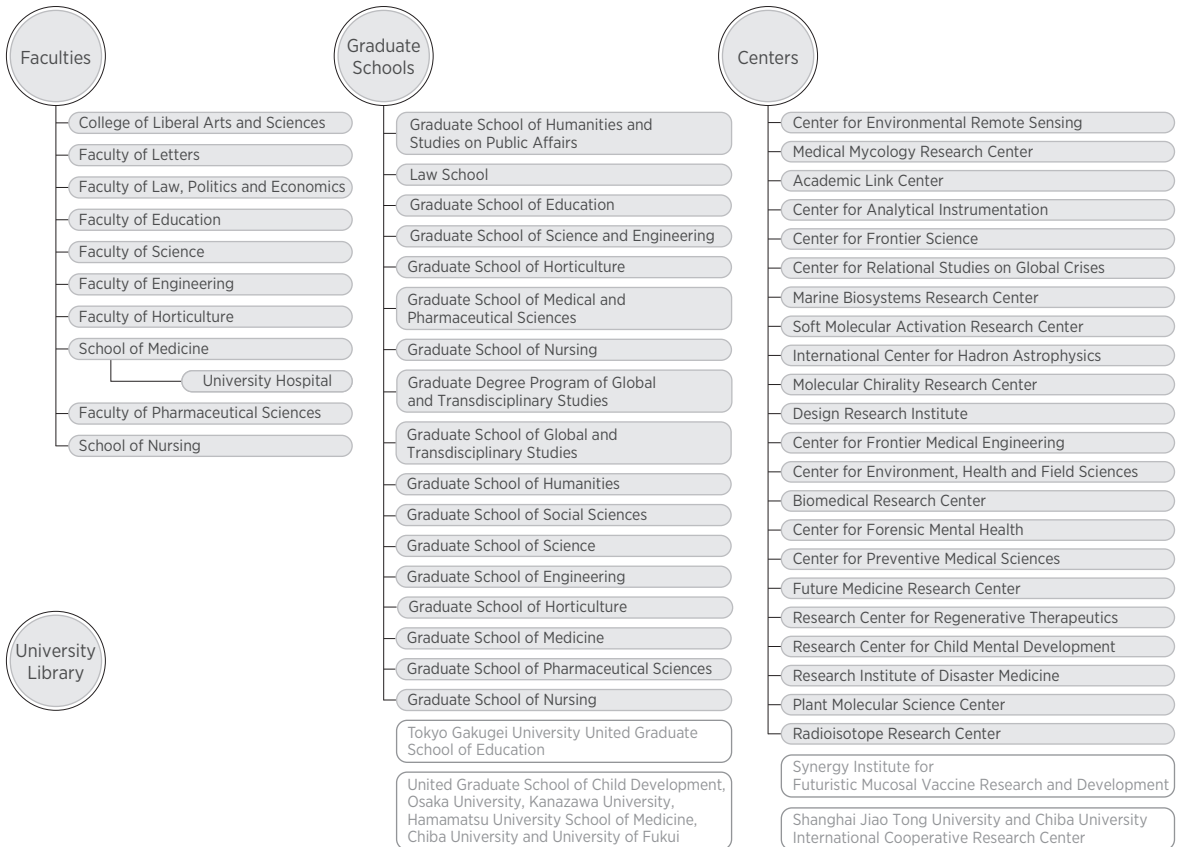 Faculties
College of Liberal Arts and Sciences
Faculty of Letters
Faculty of Law, Politics and Economics
Faculty of Education
Faculty of Science
Faculty of Engineering
Faculty of Horticulture
School of Medicine
University Hospital
Faculty of Pharmaceutical Sciences
School of Nursing
University
Library
Graduate
Schools
Graduate School of Humanities and
Studies on Public Affairs
Law School
Graduate School of Education
Graduate School of Science and Engineering
Graduate School of Horticulture
Graduate School of Medical and
Pharmaceutical Sciences
Graduate School of Nursing
Graduate Degree Program of Global
and Transdisciplinary Studies
Graduate School of Global and
Transdisciplinary Studies
Graduate School of Humanities
Graduate School of Social Sciences
Graduate School of Science
Graduate School of Engineering
Graduate School of Horticulture
Graduate School of Medicine
Graduate School of Pharmaceutical Sciences
Graduate School of Nursing
Tokyo Gakugei University United Graduate
School of Education
United Graduate School of Child Development,
Osaka University, Kanazawa University,
Hamamatsu University School of Medicine,
Chiba University and University of Fukui
Centers
Center for Environmental Remote Sensing
Medical Mycology Research Center
Academic Link Center
Center for Analytical Instrumentation
Center for Frontier Science
Center for Relational Studies on Global Crises
Marine Biosystems Research Center
Soft Molecular Activation Research Center
International Center for Hadron Astrophysics
Molecular Chirality Research Center
Design Research Institute
Center for Frontier Medical Engineering
Center for Environment, Health and Field Sciences
Biomedical Research Center
Center for Forensic Mental Health
Center for Preventive Medical Sciences
Future Medicine Research Center
Research Center for Regenerative Therapeutics
Research Center for Child Mental Development
Research Institute of Disaster Medicine
Plant Molecular Science Center
Radioisotope Research Center
Synergy Institute for
Futuristic Mucosal Vaccine Research and Development
Shanghai Jiao Tong University and Chiba University
International Cooperative Research Center